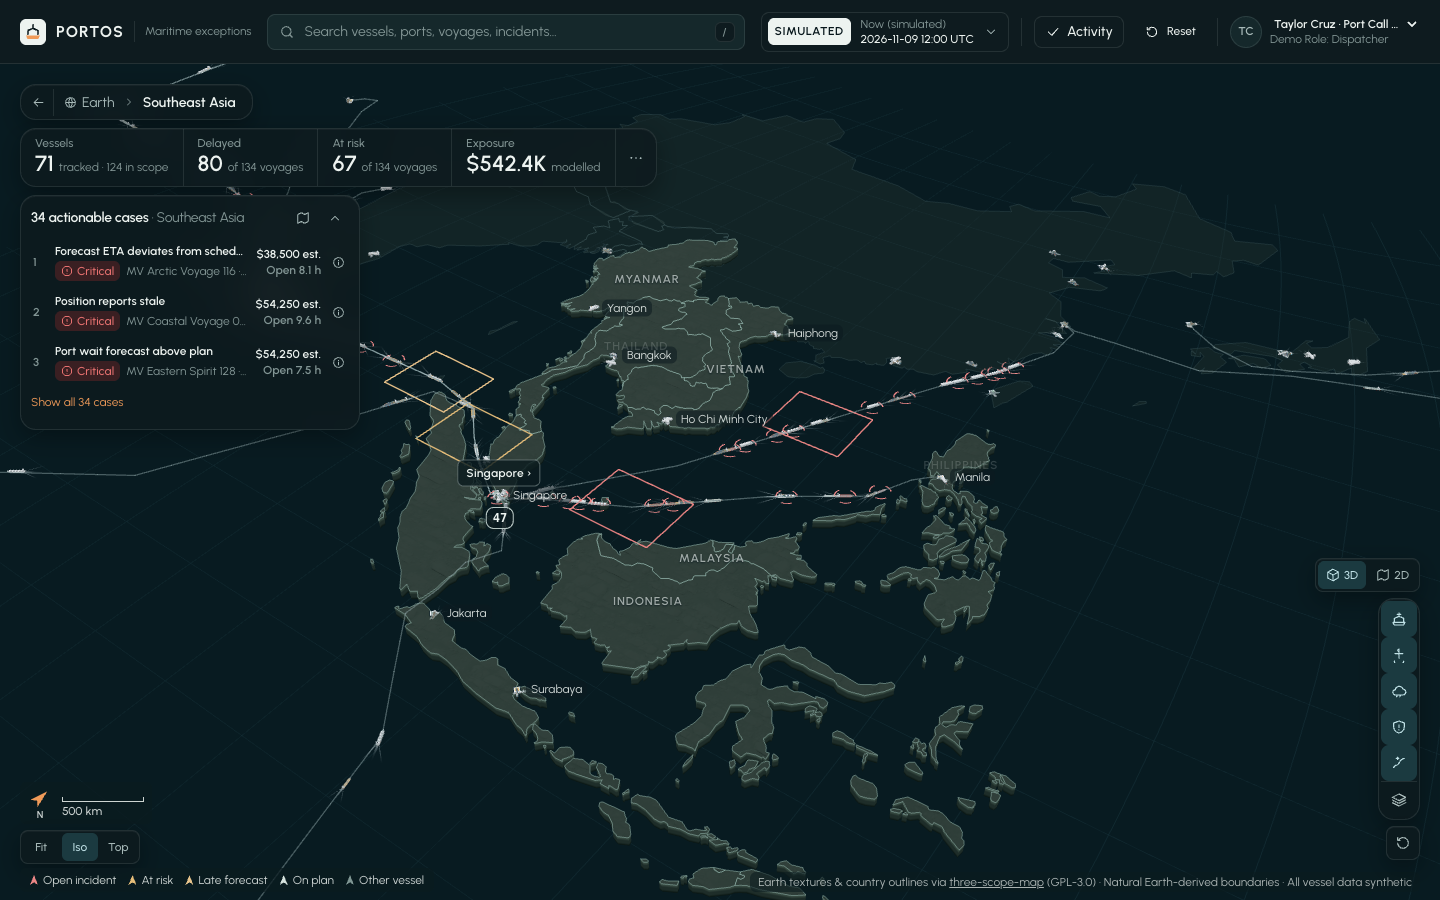 PORTOS
Maritime exceptions
Search vessels, ports, voyages, incidents...
/
SIMULATED
Now (simulated)
2026-11-09 12:00 UTC
Activity
Reset
TC
Taylor Cruz · Port Call ...
Demo Role: Dispatcher
Earth
Southeast Asia
Vessels
71 tracked · 124 in scope
Delayed
80 of 134 voyages
At risk
67 of 134 voyages
Exposure
$542.4K modelled
...
34 actionable cases · Southeast Asia
1
Forecast ETA deviates from sched...
$38,500 est.
Critical
MV Arctic Voyage 116 ·...
Open 8.1 h
2
Position reports stale
$54,250 est.
Critical
MV Coastal Voyage 0...
Open 9.6 h
3
Port wait forecast above plan
$54,250 est.
Critical
MV Eastern Spirit 128 ·...
Open 7.5 h
Show all 34 cases
MYANMAR
Yangon
Haiphong
THAILAND
Bangkok
VIETNAM
Ho Chi Minh City
PHILIPPINES
Manila
Singapore ›
Singapore
47
MALAYSIA
INDONESIA
Jakarta
Surabaya
3D
2D
N
500 km
Fit
Iso
Top
Open incident
At risk
Late forecast
On plan
Other vessel
Earth textures & country outlines via three-scope-map (GPL-3.0) · Natural Earth-derived boundaries · All vessel data synthetic